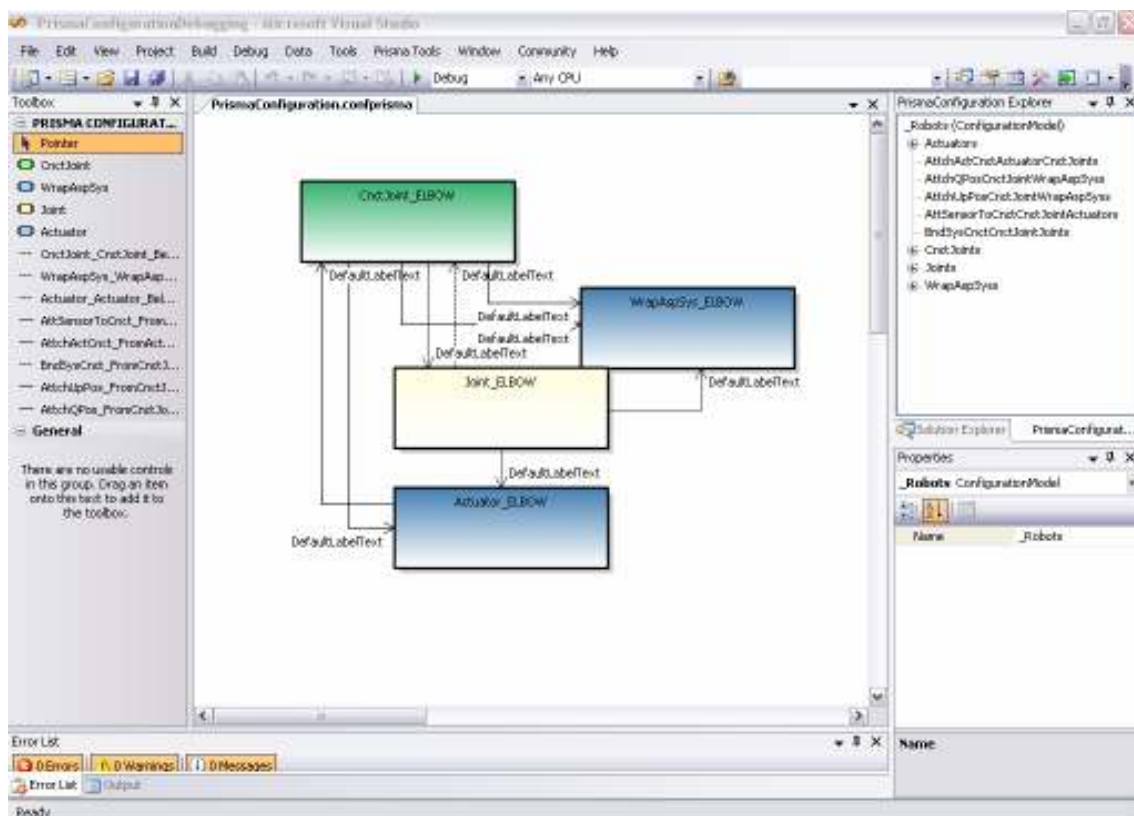 PrismaConfigurationDebugging - Microsoft Visual Studio
File Edit View Project Build Debug Data Tools Prisma Tools Window Community Help
Debug Any CPU
Toolbox
PRISMA CONFIGURAT...
Pointer
CnctJoint
WrapAspSys
Joint
Actuator
CnctJoint_CnctJoint_Be...
WrapAspSys_WrapAsp...
Actuator_Actuator_Bel...
AttSensorToCnct_From...
AttchActCnct_FromAct...
BndSysCnct_FromCnctJ...
AttchUpPos_FromCnctJ...
AttchQPos_FromCnctJo...
General
There are no usable controls
in this group. Drag an item
onto this text to add it to
the toolbox.
PrismaConfiguration.confprisma
CnctJoint_ELBOW
DefaultLabelText
DefaultLabelText
WrapAspSys_ELBOW
DefaultLabelText
DefaultLabelText
DefaultLabelText
Joint_ELBOW
DefaultLabelText
DefaultLabelText
Actuator_ELBOW
DefaultLabelText
PrismaConfiguration Explorer
_Robots (ConfigurationModel)
Actuators
AttchActCnctActuatorCnctJoints
AttchQPosCnctJointWrapAspSyss
AttchUpPosCnctJointWrapAspSyss
AttSensorToCnctCnctJointActuators
BndSysCnctCnctJointJoints
CnctJoints
Joints
WrapAspSyss
Solution Explorer PrismaConfigurat...
Properties
_Robots ConfigurationModel
Name _Robots
Name
Error List
0 Errors 0 Warnings 0 Messages
Error List Output
Ready